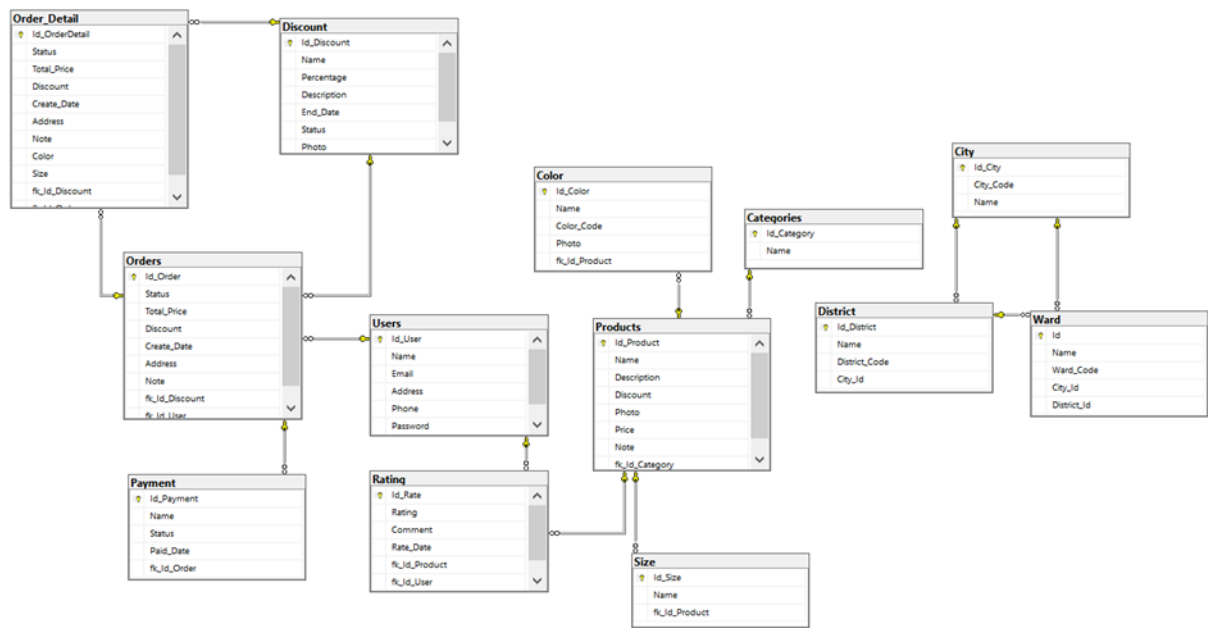 Order_Detail
Id_OrderDetail
Status
Total_Price
Discount
Create_Date
Address
Note
Color
Size
fk_Id_Discount
Discount
Id_Discount
Name
Percentage
Description
End_Date
Status
Photo
Orders
Id_Order
Status
Total_Price
Discount
Create_Date
Address
Note
fk_Id_Discount
fk_Id_User
Users
Id_User
Name
Email
Address
Phone
Password
Payment
Id_Payment
Name
Status
Paid_Date
fk_Id_Order
Rating
Id_Rate
Rating
Comment
Rate_Date
fk_Id_Product
fk_Id_User
Color
Id_Color
Name
Color_Code
Photo
fk_Id_Product
Categories
Id_Category
Name
Products
Id_Product
Name
Description
Discount
Photo
Price
Note
fk_Id_Category
Size
Id_Size
Name
fk_Id_Product
City
Id_City
City_Code
Name
District
Id_District
Name
District_Code
City_Id
Ward
Id
Name
Ward_Code
City_Id
District_Id